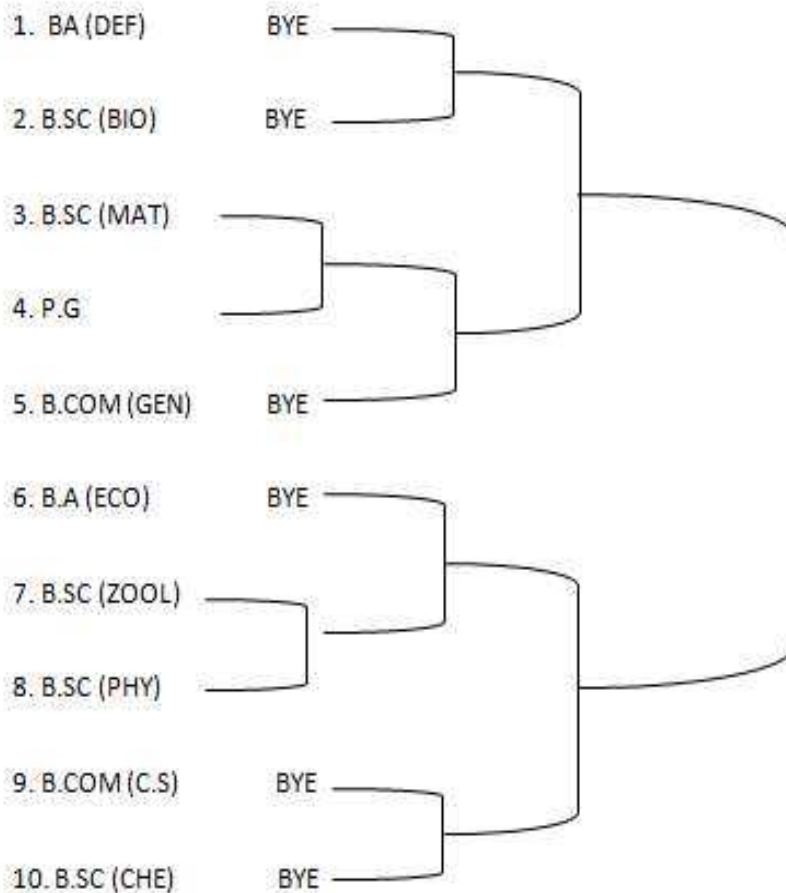 1. BA (DEF) BYE
2. B.SC (BIO) BYE
3. B.SC (MAT)
4. P.G
5. B.COM (GEN) BYE
6. B.A (ECO) BYE
7. B.SC (ZOOL)
8. B.SC (PHY)
9. B.COM (C.S) BYE
10. B.SC (CHE) BYE